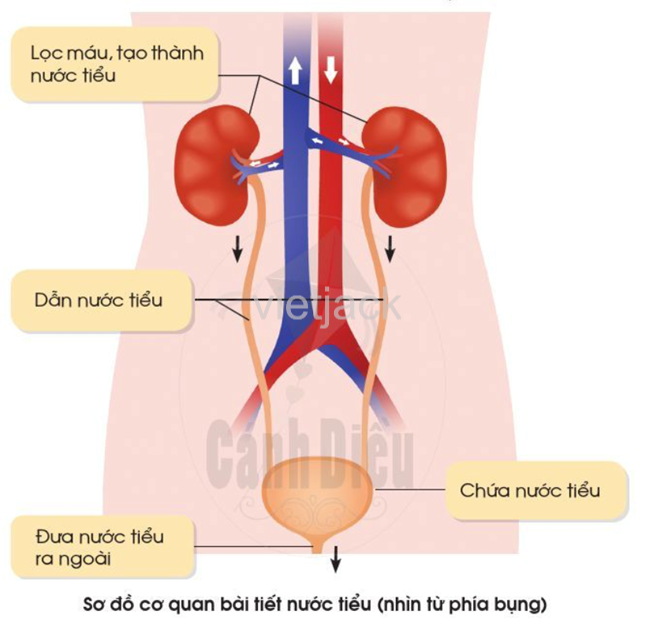 Lọc máu, tạo thành
nước tiểu
Dẫn nước tiểu
vietjack
Cánh Diều
Chứa nước tiểu
Đưa nước tiểu
ra ngoài
Sơ đồ cơ quan bài tiết nước tiểu (nhìn từ phía bụng)